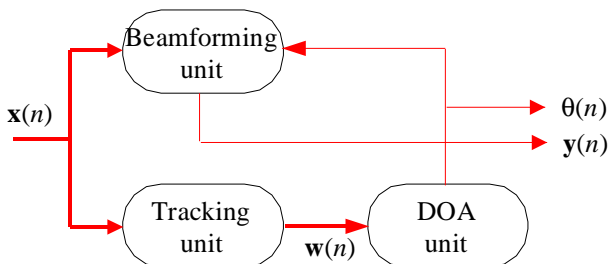 Beamforming
unit
x(n)
θ(n)
y(n)
Tracking
unit
w(n)
DOA
unit